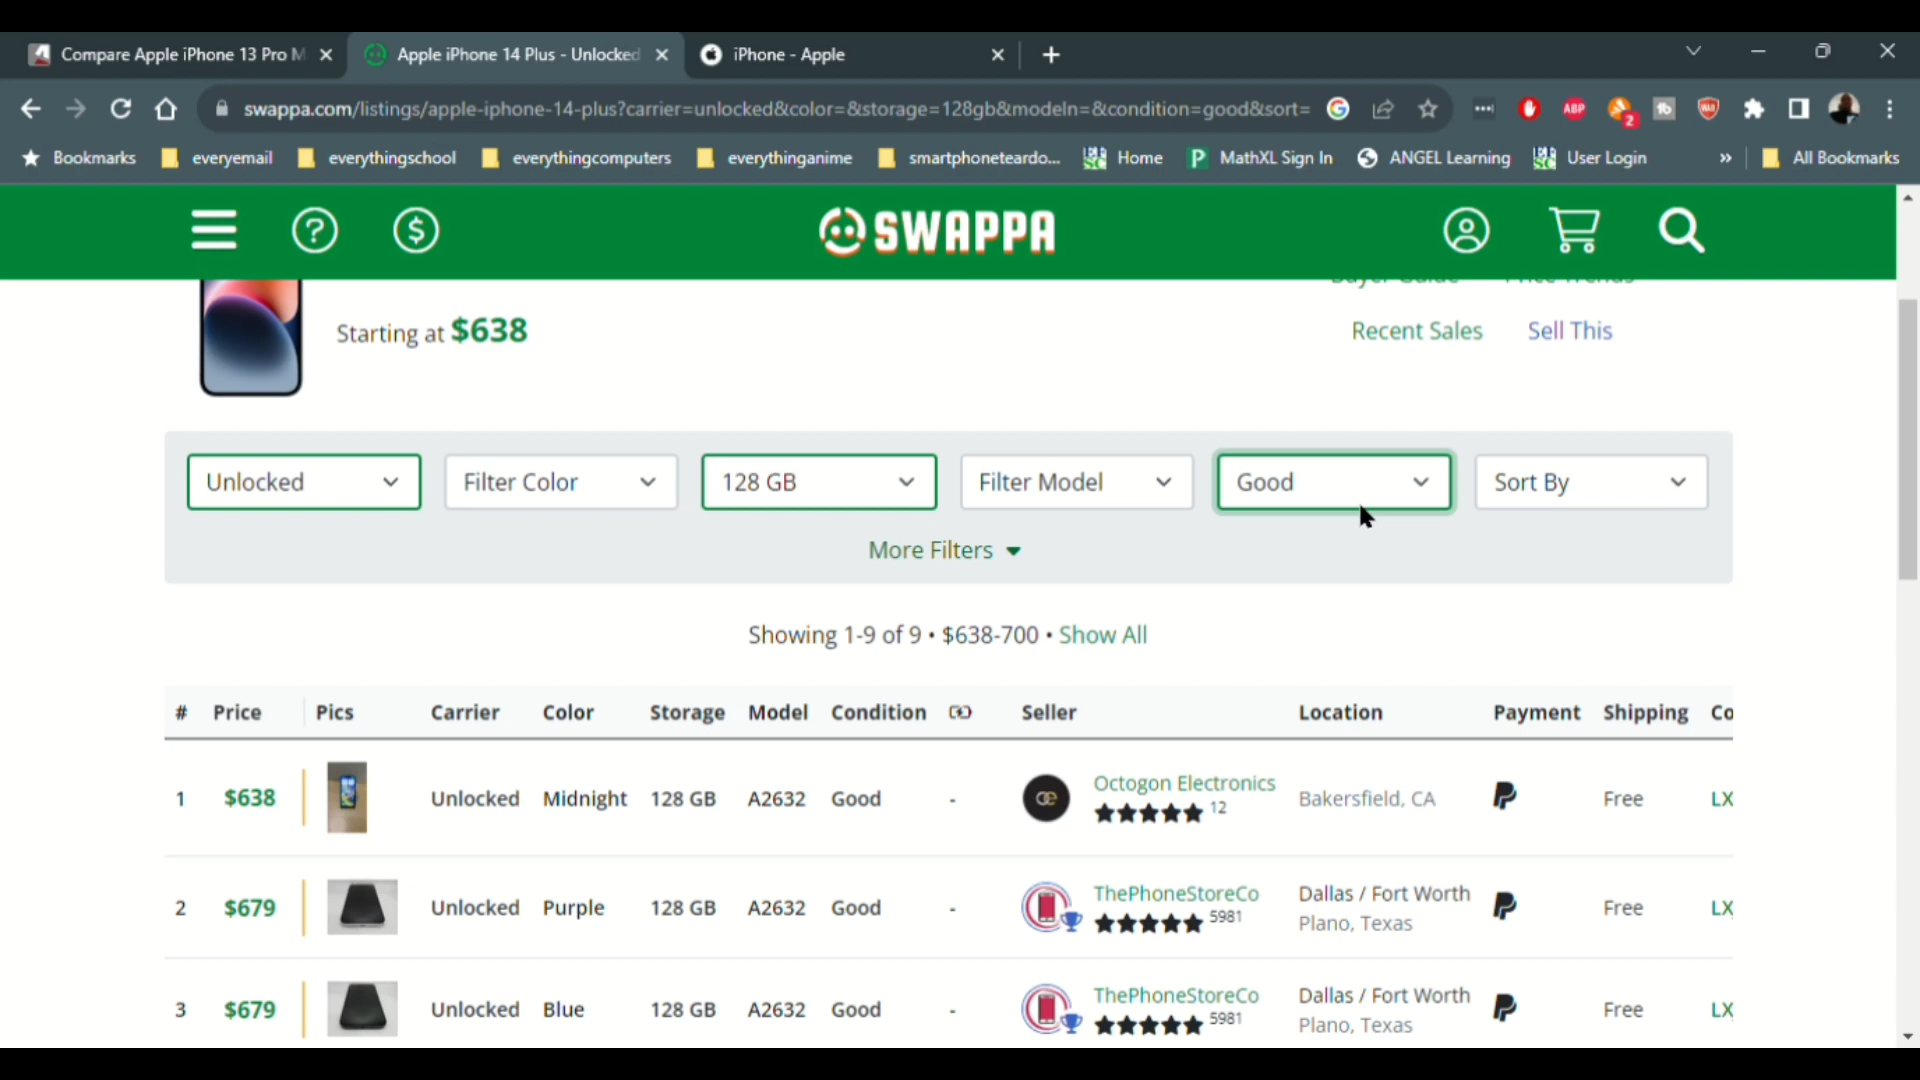 Compare Apple iPhone 13 Pro M
Apple iPhone 14 Plus - Unlocked
iPhone - Apple
swappa.com/listings/apple-iphone-14-plus?carrier=unlocked&color=&storage=128gb&modeln=&condition=good&sort=
ABP
2
Bookmarks everyemail everythingschool everythingcomputers everythinganime smartphoneteardo... Home MathXL Sign In ANGEL Learning User Login » All Bookmarks
SWAPPA
Buyer Guide Price Trends
Starting at $638
Recent Sales Sell This
Unlocked Filter Color 128 GB Filter Model Good Sort By
More Filters
Showing 1-9 of 9 • $638-700 • Show All
# Price Pics Carrier Color Storage Model Condition Seller Location Payment Shipping Co
1 $638 Unlocked Midnight 128 GB A2632 Good - Octogon Electronics 12 Bakersfield, CA Free LX
2 $679 Unlocked Purple 128 GB A2632 Good - ThePhoneStoreCo 5981 Dallas / Fort Worth Plano, Texas Free LX
3 $679 Unlocked Blue 128 GB A2632 Good - ThePhoneStoreCo 5981 Dallas / Fort Worth Plano, Texas Free LX